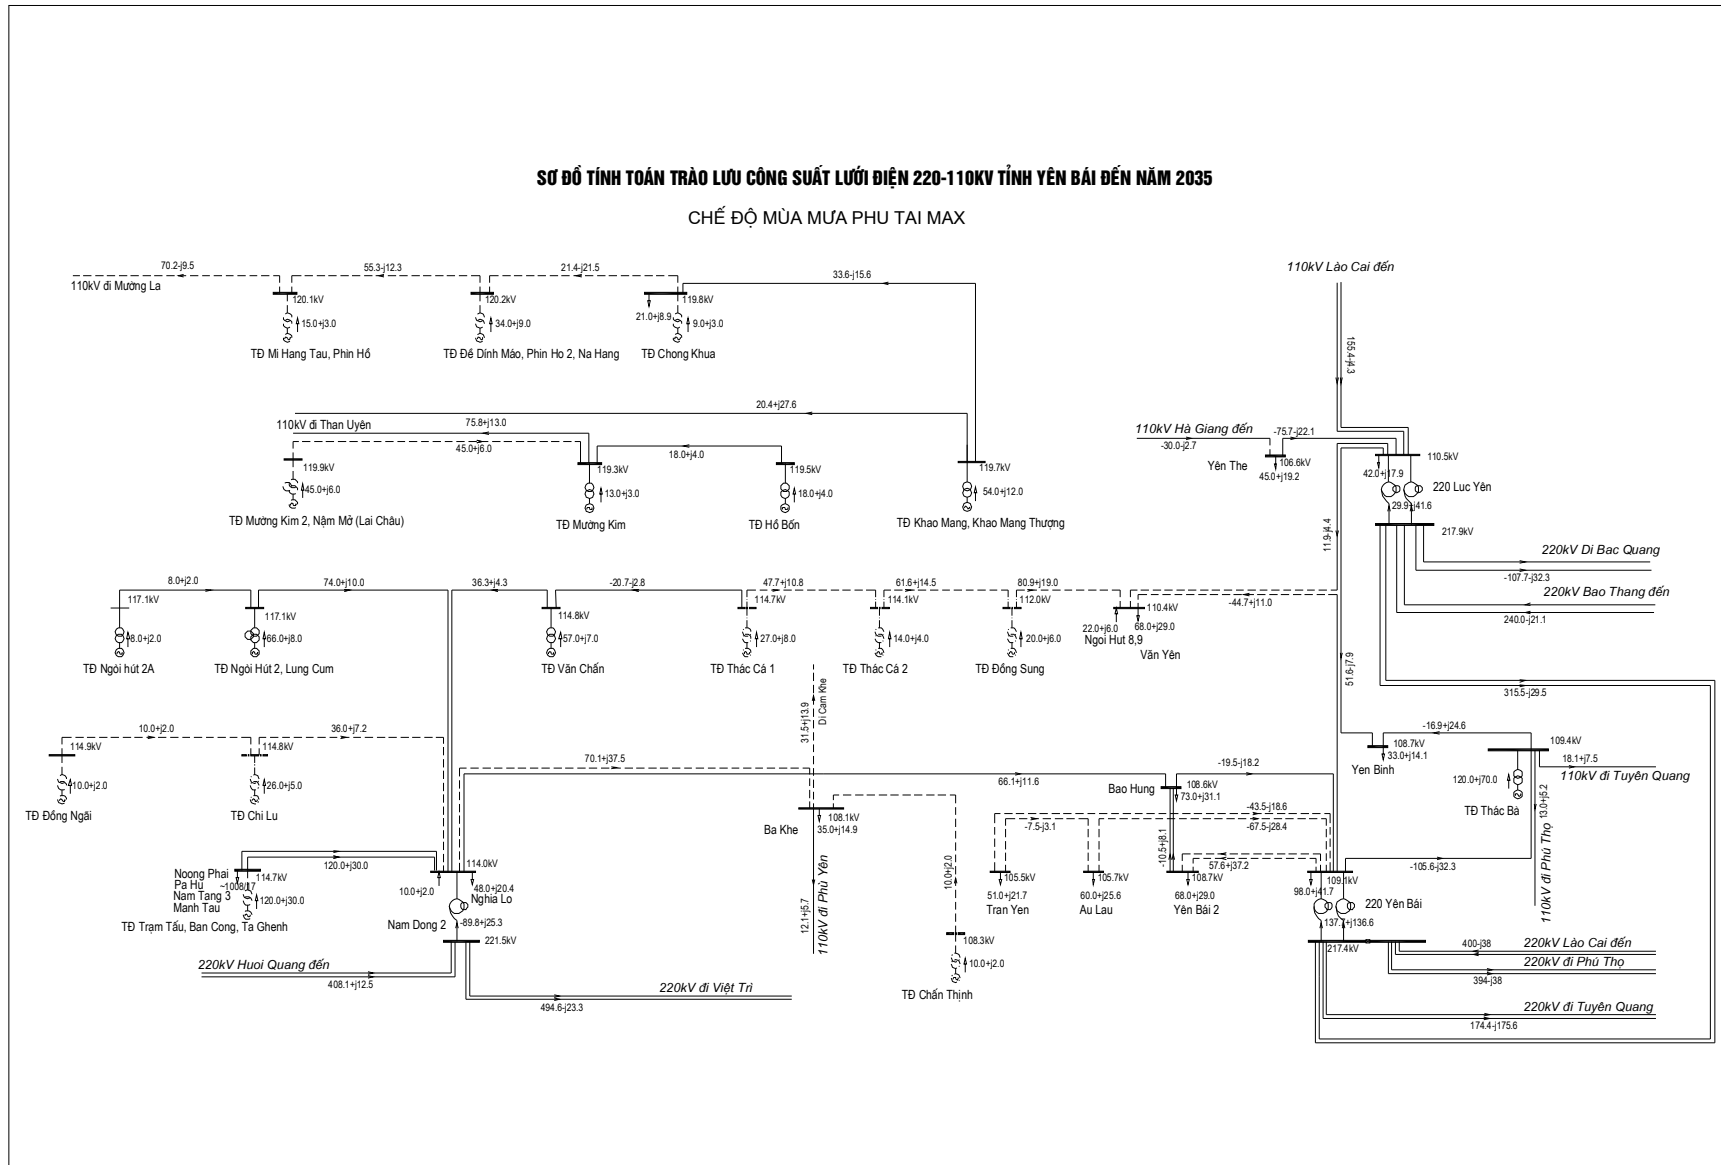 SƠ ĐỒ TÍNH TOÁN TRÀO LƯU CÔNG SUẤT LƯỚI ĐIỆN 220-110KV TỈNH YÊN BÁI ĐẾN NĂM 2035
CHẾ ĐỘ MÙA MƯA PHU TAI MAX
70.2-j9.5
55.3-j12.3
21.4-j21.5
33.6-j15.6
110kV đi Mường La
120.1kV
120.2kV
119.8kV
15.0+j3.0
34.0+j9.0
21.0+j8.9
9.0+j3.0
TĐ Mi Hang Tau, Phin Hồ
TĐ Đề Dính Máo, Phin Ho 2, Na Hang
TĐ Chong Khua
110kV Lào Cai đến
155.4-j4.3
20.4+j27.6
110kV đi Than Uyên
75.8+j13.0
45.0+j6.0
18.0+j4.0
119.9kV
119.3kV
119.5kV
119.7kV
45.0+j6.0
13.0+j3.0
18.0+j4.0
54.0+j12.0
TĐ Mường Kim 2, Nậm Mở (Lai Châu)
TĐ Mường Kim
TĐ Hồ Bốn
TĐ Khao Mang, Khao Mang Thượng
110kV Hà Giang đến
-30.0-j2.7
-75.7-j22.1
Yên The
106.6kV
45.0+j19.2
110.5kV
42.0+j17.9
220 Luc Yên
29.9+j41.6
217.9kV
11.9-j4.4
220kV Di Bac Quang
-107.7-j32.3
220kV Bao Thang đến
240.0-j21.1
315.5-j29.5
8.0+j2.0
74.0+j10.0
36.3+j4.3
-20.7-j2.8
47.7+j10.8
61.6+j14.5
80.9+j19.0
-44.7+j11.0
117.1kV
117.1kV
114.8kV
114.7kV
114.1kV
112.0kV
110.4kV
8.0+j2.0
66.0+j8.0
57.0+j7.0
27.0+j8.0
14.0+j4.0
20.0+j6.0
22.0+j6.0
68.0+j29.0
Ngoi Hut 8,9
Văn Yên
TĐ Ngòi hút 2A
TĐ Ngòi Hút 2, Lung Cum
TĐ Văn Chấn
TĐ Thác Cá 1
TĐ Thác Cá 2
TĐ Đồng Sung
51.6-j7.9
31.5+j13.9
Di Cam Khe
10.0+j2.0
36.0+j7.2
114.9kV
114.8kV
10.0+j2.0
26.0+j5.0
TĐ Đồng Ngãi
TĐ Chi Lu
70.1+j37.5
66.1+j11.6
-19.5-j18.2
-16.9+j24.6
108.7kV
33.0+j14.1
Yen Binh
109.4kV
18.1+j7.5
110kV đi Tuyên Quang
120.0+j70.0
TĐ Thác Bà
13.0+j5.2
110kV đi Phú Thọ
Bao Hung
108.6kV
73.0+j31.1
-43.5-j18.6
-7.5-j3.1
-67.5-j28.4
-10.5+j8.1
57.6+j37.2
-105.6-j32.3
Ba Khe
108.1kV
35.0+j14.9
12.1+j5.7
110kV đi Phù Yên
10.0+j2.0
108.3kV
10.0+j2.0
TĐ Chấn Thịnh
120.0+j30.0
Noong Phai
Pa Hu
Nam Tang 3
Manh Tau
114.7kV
~1008/17
120.0+j30.0
TĐ Trạm Tấu, Ban Cong, Ta Ghenh
114.0kV
10.0+j2.0
48.0+j20.4
Nghia Lo
Nam Dong 2
-89.8+j25.3
221.5kV
220kV Huoi Quang đến
408.1+j12.5
220kV đi Việt Trì
494.6-j23.3
105.5kV
51.0+j21.7
Tran Yen
105.7kV
60.0+j25.6
Au Lau
108.7kV
68.0+j29.0
Yên Bái 2
109.1kV
98.0+j41.7
220 Yên Bái
217.4kV
220kV Lào Cai đến
400-j38
220kV đi Phú Thọ
394-j38
220kV đi Tuyên Quang
174.4-j175.6